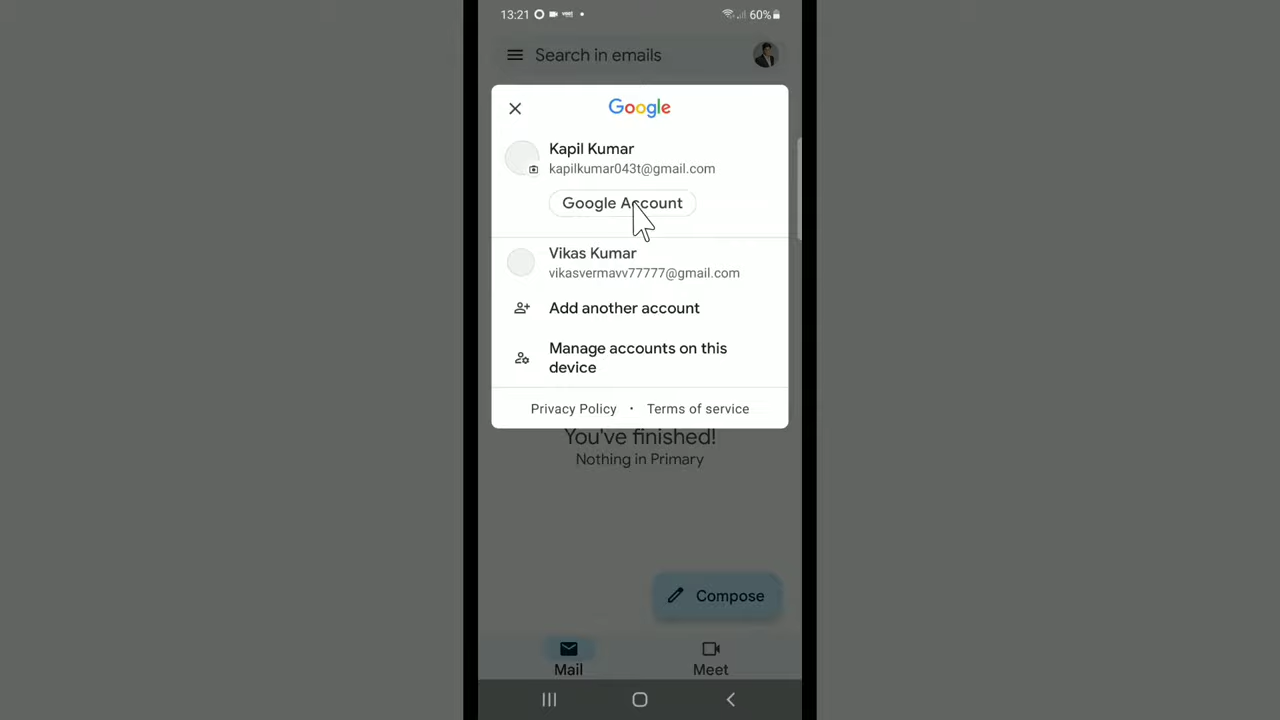 13:21 60%
Search in emails
Google
Kapil Kumar
kapilkumar043t@gmail.com
Google Account
Vikas Kumar
vikasvermavv77777@gmail.com
Add another account
Manage accounts on this
device
Privacy Policy • Terms of service
You've finished!
Nothing in Primary
Compose
Mail Meet